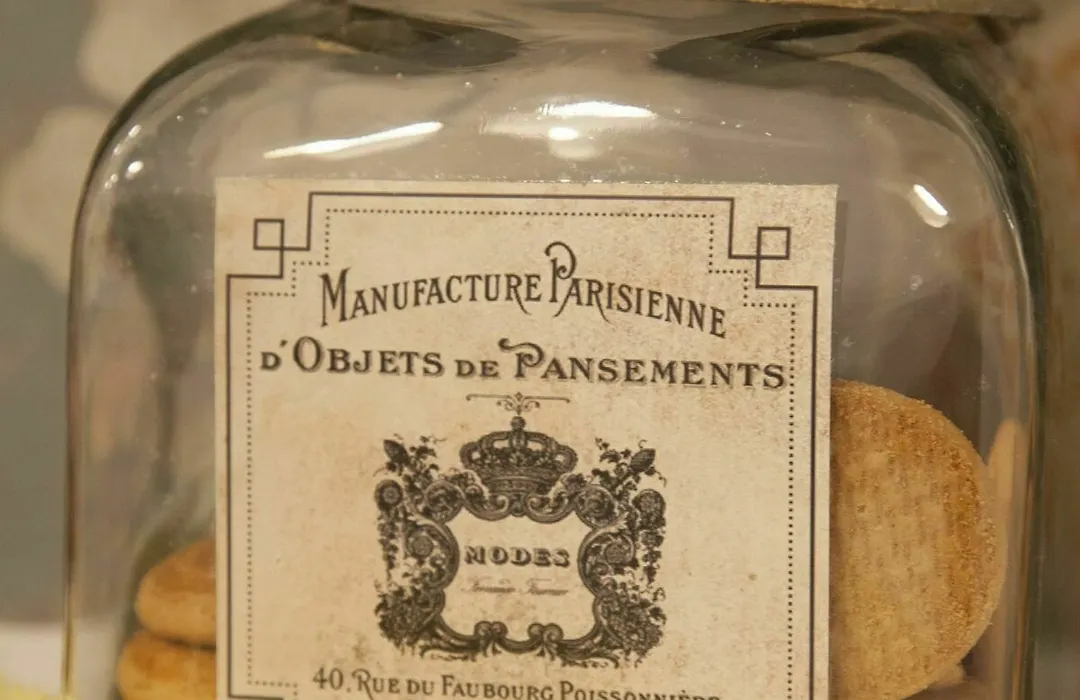 MANUFACTURE PARISIENNE
D'OBJETS DE PANSEMENTS
MODES
40. RUE DU FAUBOURG POISSONNIÈRE